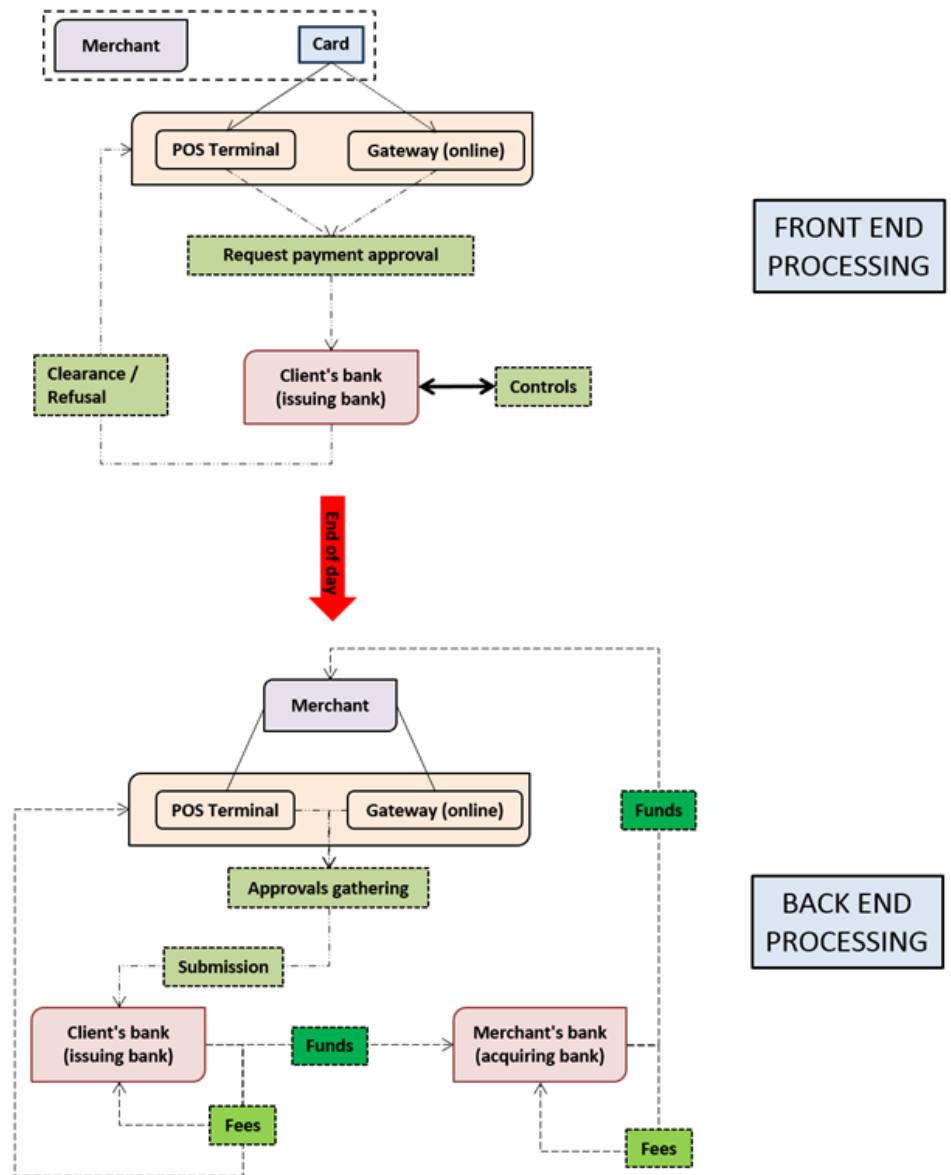 Merchant
Card
POS Terminal
Gateway (online)
Request payment approval
FRONT END
PROCESSING
Clearance /
Refusal
Client's bank
(issuing bank)
Controls
End of day
Merchant
POS Terminal
Gateway (online)
Funds
Approvals gathering
BACK END
PROCESSING
Submission
Client's bank
(issuing bank)
Funds
Merchant's bank
(acquiring bank)
Fees
Fees